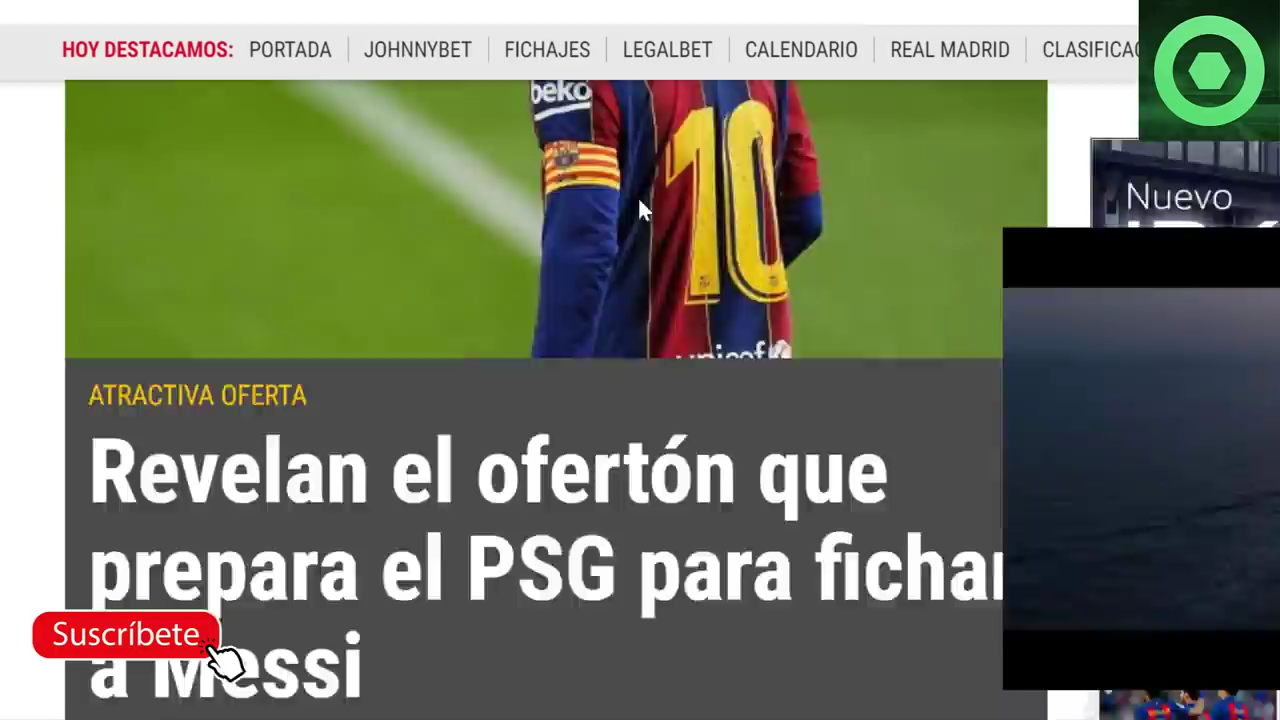 HOY DESTACAMOS: PORTADA JOHNNYBET FICHAJES LEGALBET CALENDARIO REAL MADRID
beko
10
unicef
Nuevo
ATRACTIVA OFERTA
Revelan el ofertón que
prepara el PSG para fichar
a Messi
Suscríbete